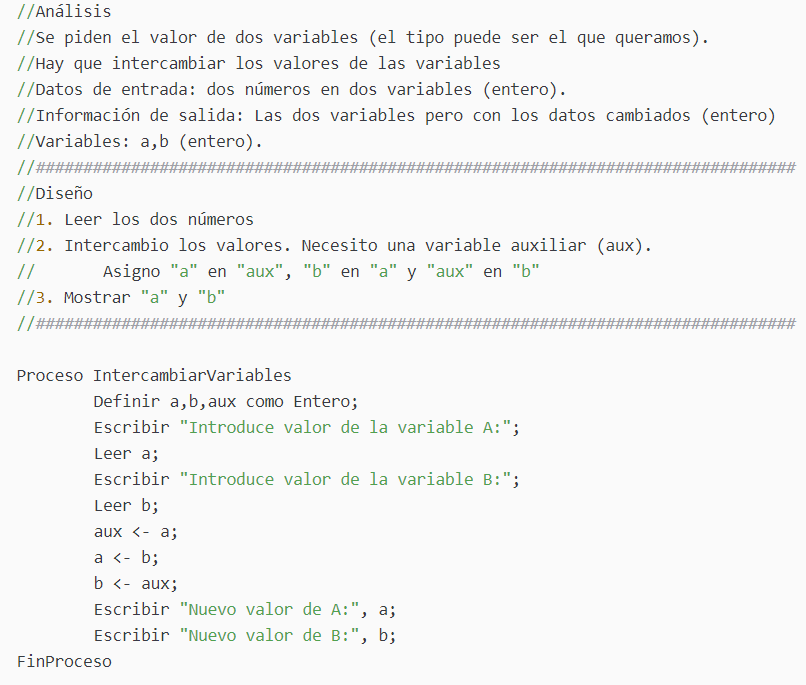 //Análisis
//Se piden el valor de dos variables (el tipo puede ser el que queramos).
//Hay que intercambiar los valores de las variables
//Datos de entrada: dos números en dos variables (entero).
//Información de salida: Las dos variables pero con los datos cambiados (entero)
//Variables: a,b (entero).
//###############################################################################
//Diseño
//1. Leer los dos números
//2. Intercambio los valores. Necesito una variable auxiliar (aux).
//       Asigno "a" en "aux", "b" en "a" y "aux" en "b"
//3. Mostrar "a" y "b"
//###############################################################################

Proceso IntercambiarVariables
        Definir a,b,aux como Entero;
        Escribir "Introduce valor de la variable A:";
        Leer a;
        Escribir "Introduce valor de la variable B:";
        Leer b;
        aux <- a;
        a <- b;
        b <- aux;
        Escribir "Nuevo valor de A:", a;
        Escribir "Nuevo valor de B:", b;
FinProceso